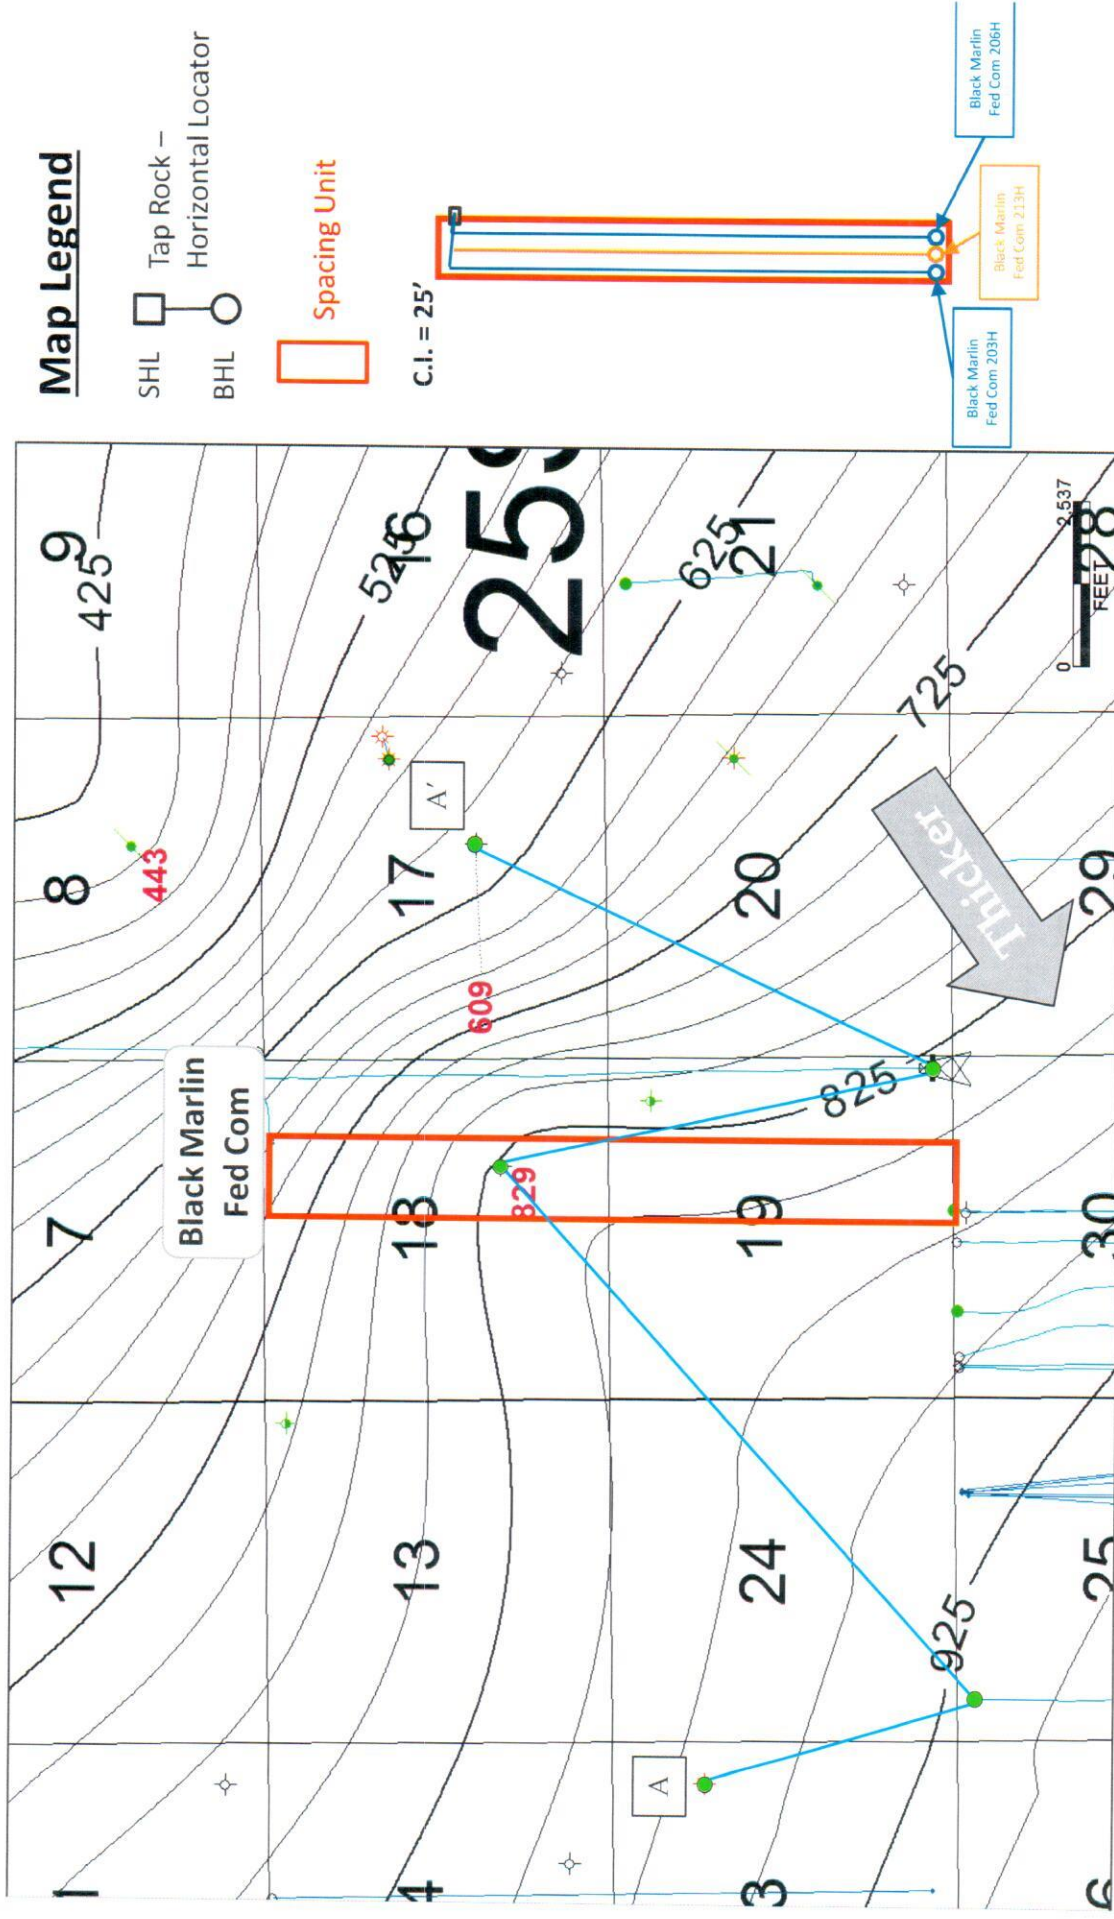 Map Legend
SHL
Tap Rock –
Horizontal Locator
BHL
Spacing Unit
C.I. = 25'
Black Marlin
Fed Com 203H
Black Marlin
Fed Com 213H
Black Marlin
Fed Com 206H
Black Marlin
Fed Com
12
7
8
9
425
443
13
18
17
16
525
609
829
A'
24
19
20
21
625
725
825
925
A
25
30
29
28
Thicker
0
2,537
FEET